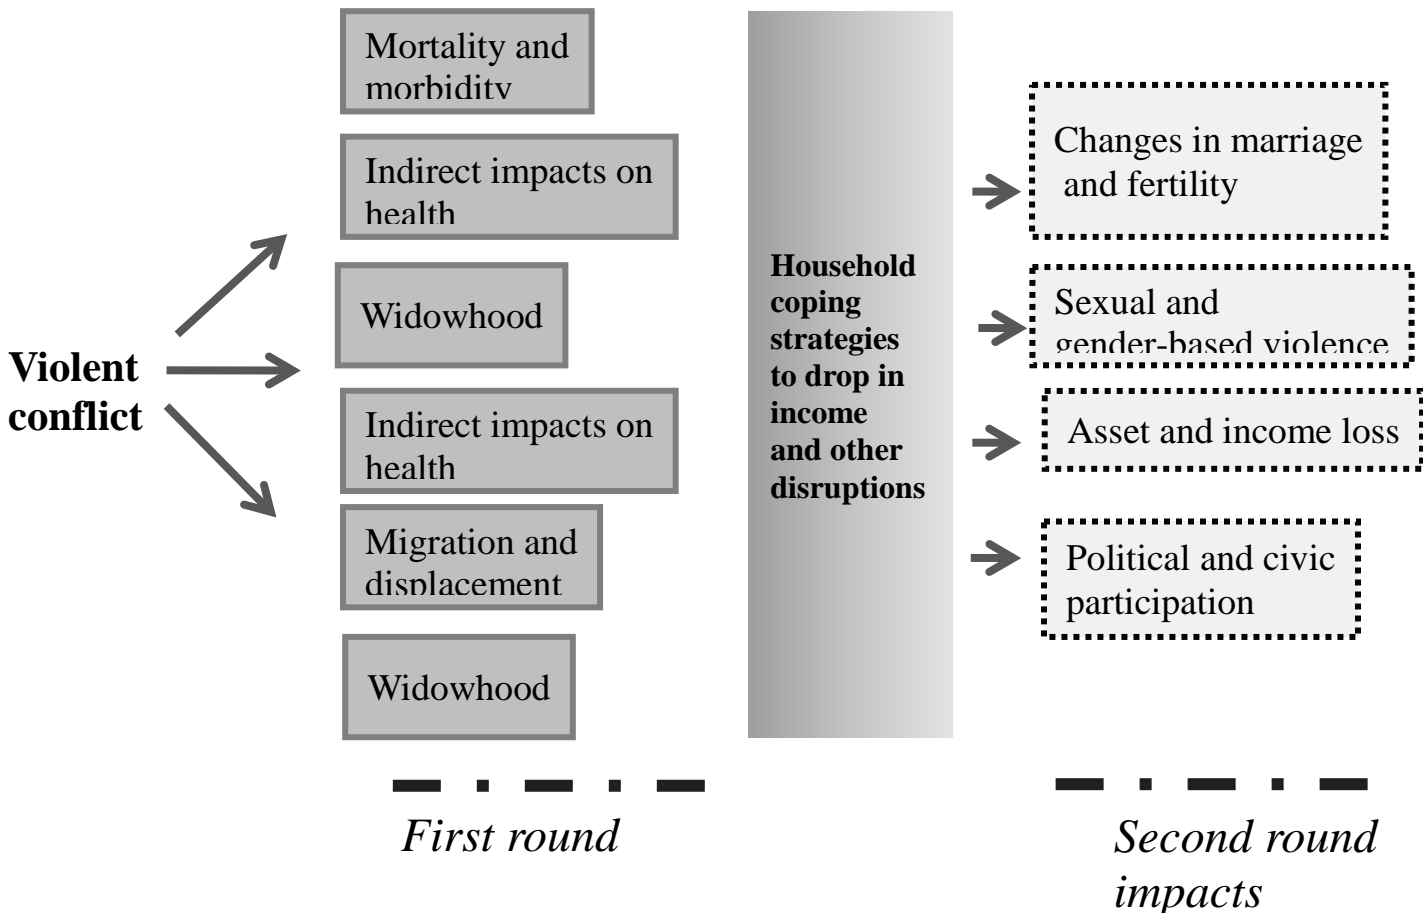 Violent
conflict
Mortality and
morbidity
Indirect impacts on
health
Widowhood
Indirect impacts on
health
Migration and
displacement
Widowhood
First round
Household
coping
strategies
to drop in
income
and other
disruptions
Changes in marriage
and fertility
Sexual and
gender-based violence
Asset and income loss
Political and civic
participation
Second round
impacts